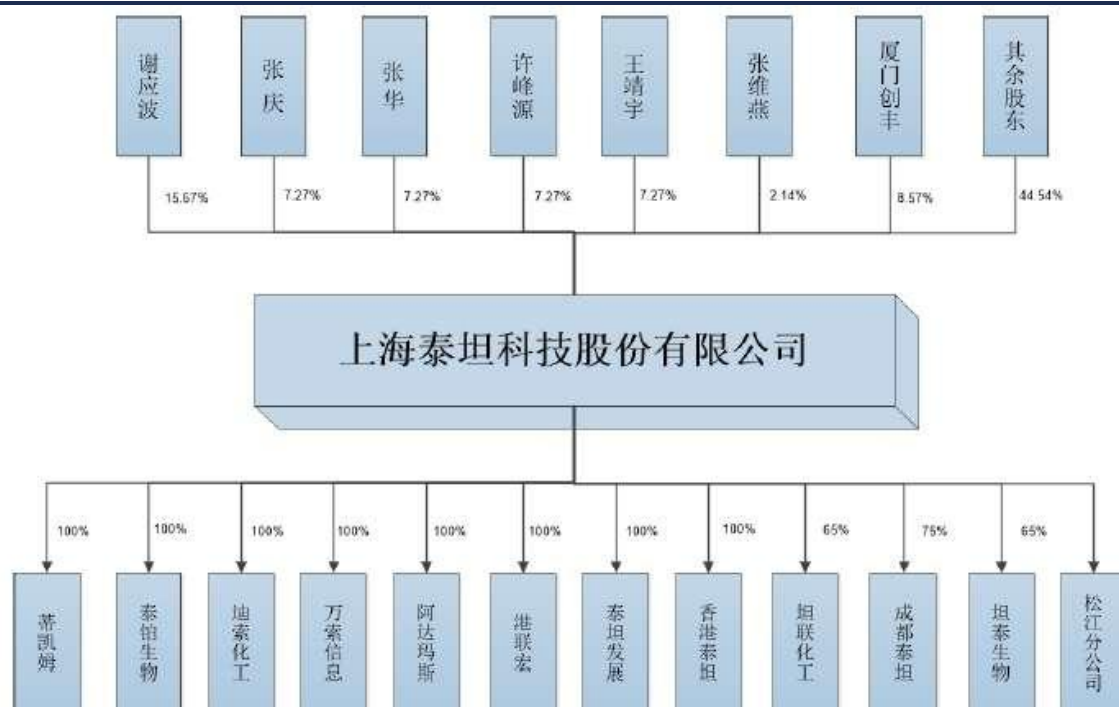 谢应波
张庆
张华
许峰源
王靖宇
张维燕
厦门创丰
其余股东
15.67%
7.27%
7.27%
7.27%
7.27%
2.14%
8.57%
44.54%
上海泰坦科技股份有限公司
100%
100%
100%
100%
100%
100%
100%
100%
65%
75%
65%
蒂凯姆
泰铂生物
迪索化工
万索信息
阿达玛斯
港联宏
泰坦发展
香港泰坦
坦联化工
成都泰坦
坦泰生物
松江分公司